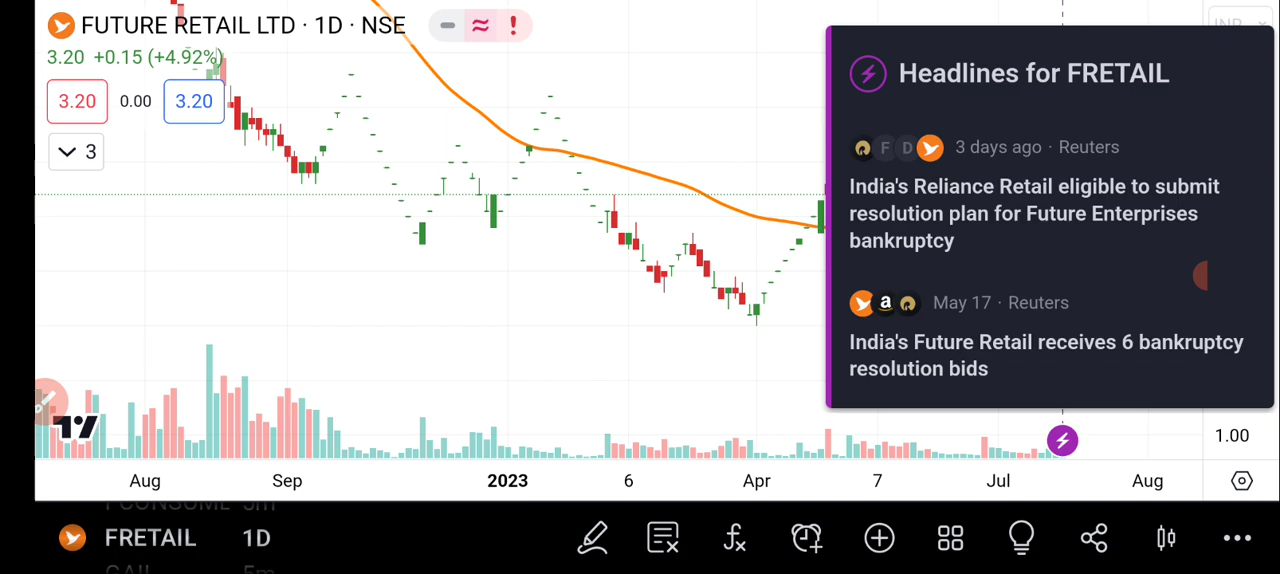 FUTURE RETAIL LTD · 1D · NSE
INR
3.20 +0.15 (+4.92%)
3.20 0.00 3.20
3
Headlines for FRETAIL
F D 3 days ago · Reuters
India's Reliance Retail eligible to submit
resolution plan for Future Enterprises
bankruptcy
a May 17 · Reuters
India's Future Retail receives 6 bankruptcy
resolution bids
1.00
Aug Sep 2023 6 Apr 7 Jul Aug
FRETAIL 1D
GAIL 5m